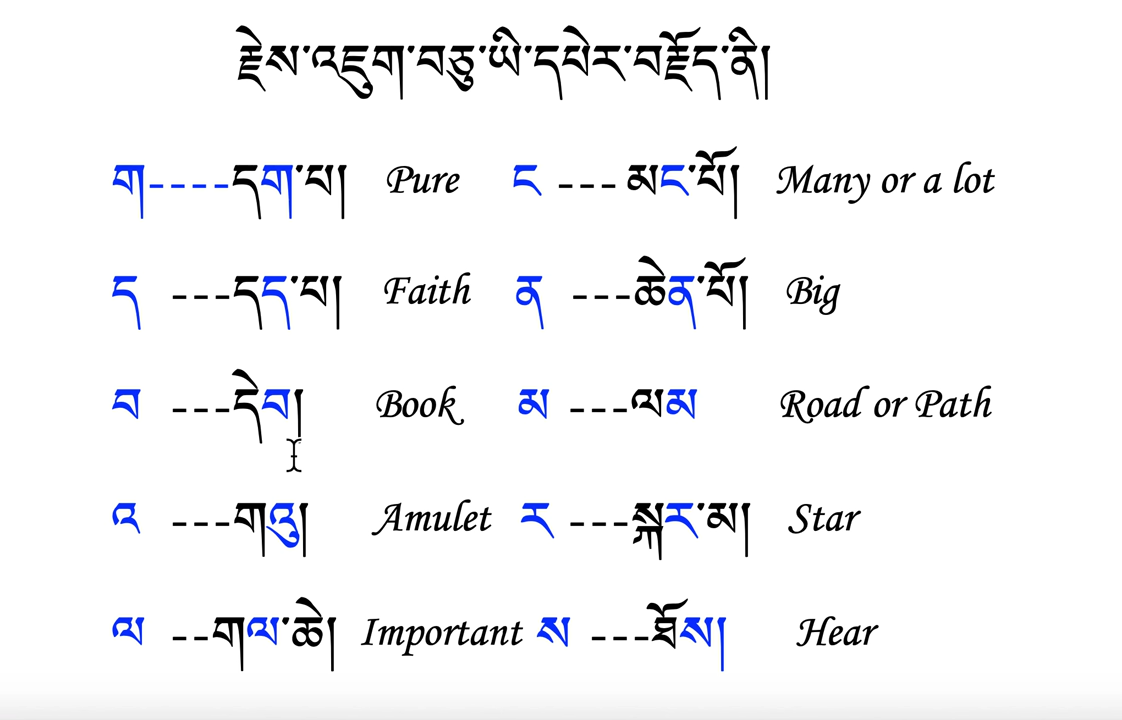 རྗེས་འཇུག་བཅུ་ཡི་དཔེར་བརྗོད་ནི།
ག----དག་པ། Pure ང --- མང་པོ། Many or a lot
ད ---དད་པ། Faith ན ---ཆེན་པོ། Big
བ ---དེབ། Book མ ---ལམ Road or Path
འ ---གའུ། Amulet ར ---སྐར་མ། Star
ལ --གལ་ཆེ། Important ས ---ཐོས། Hear